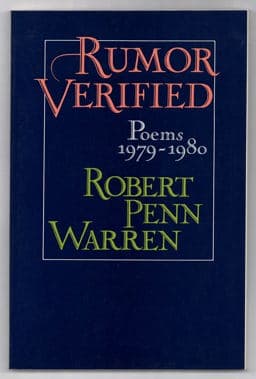 RUMOR
VERIFIED
Poems
1979-1980
ROBERT
PENN
WARREN